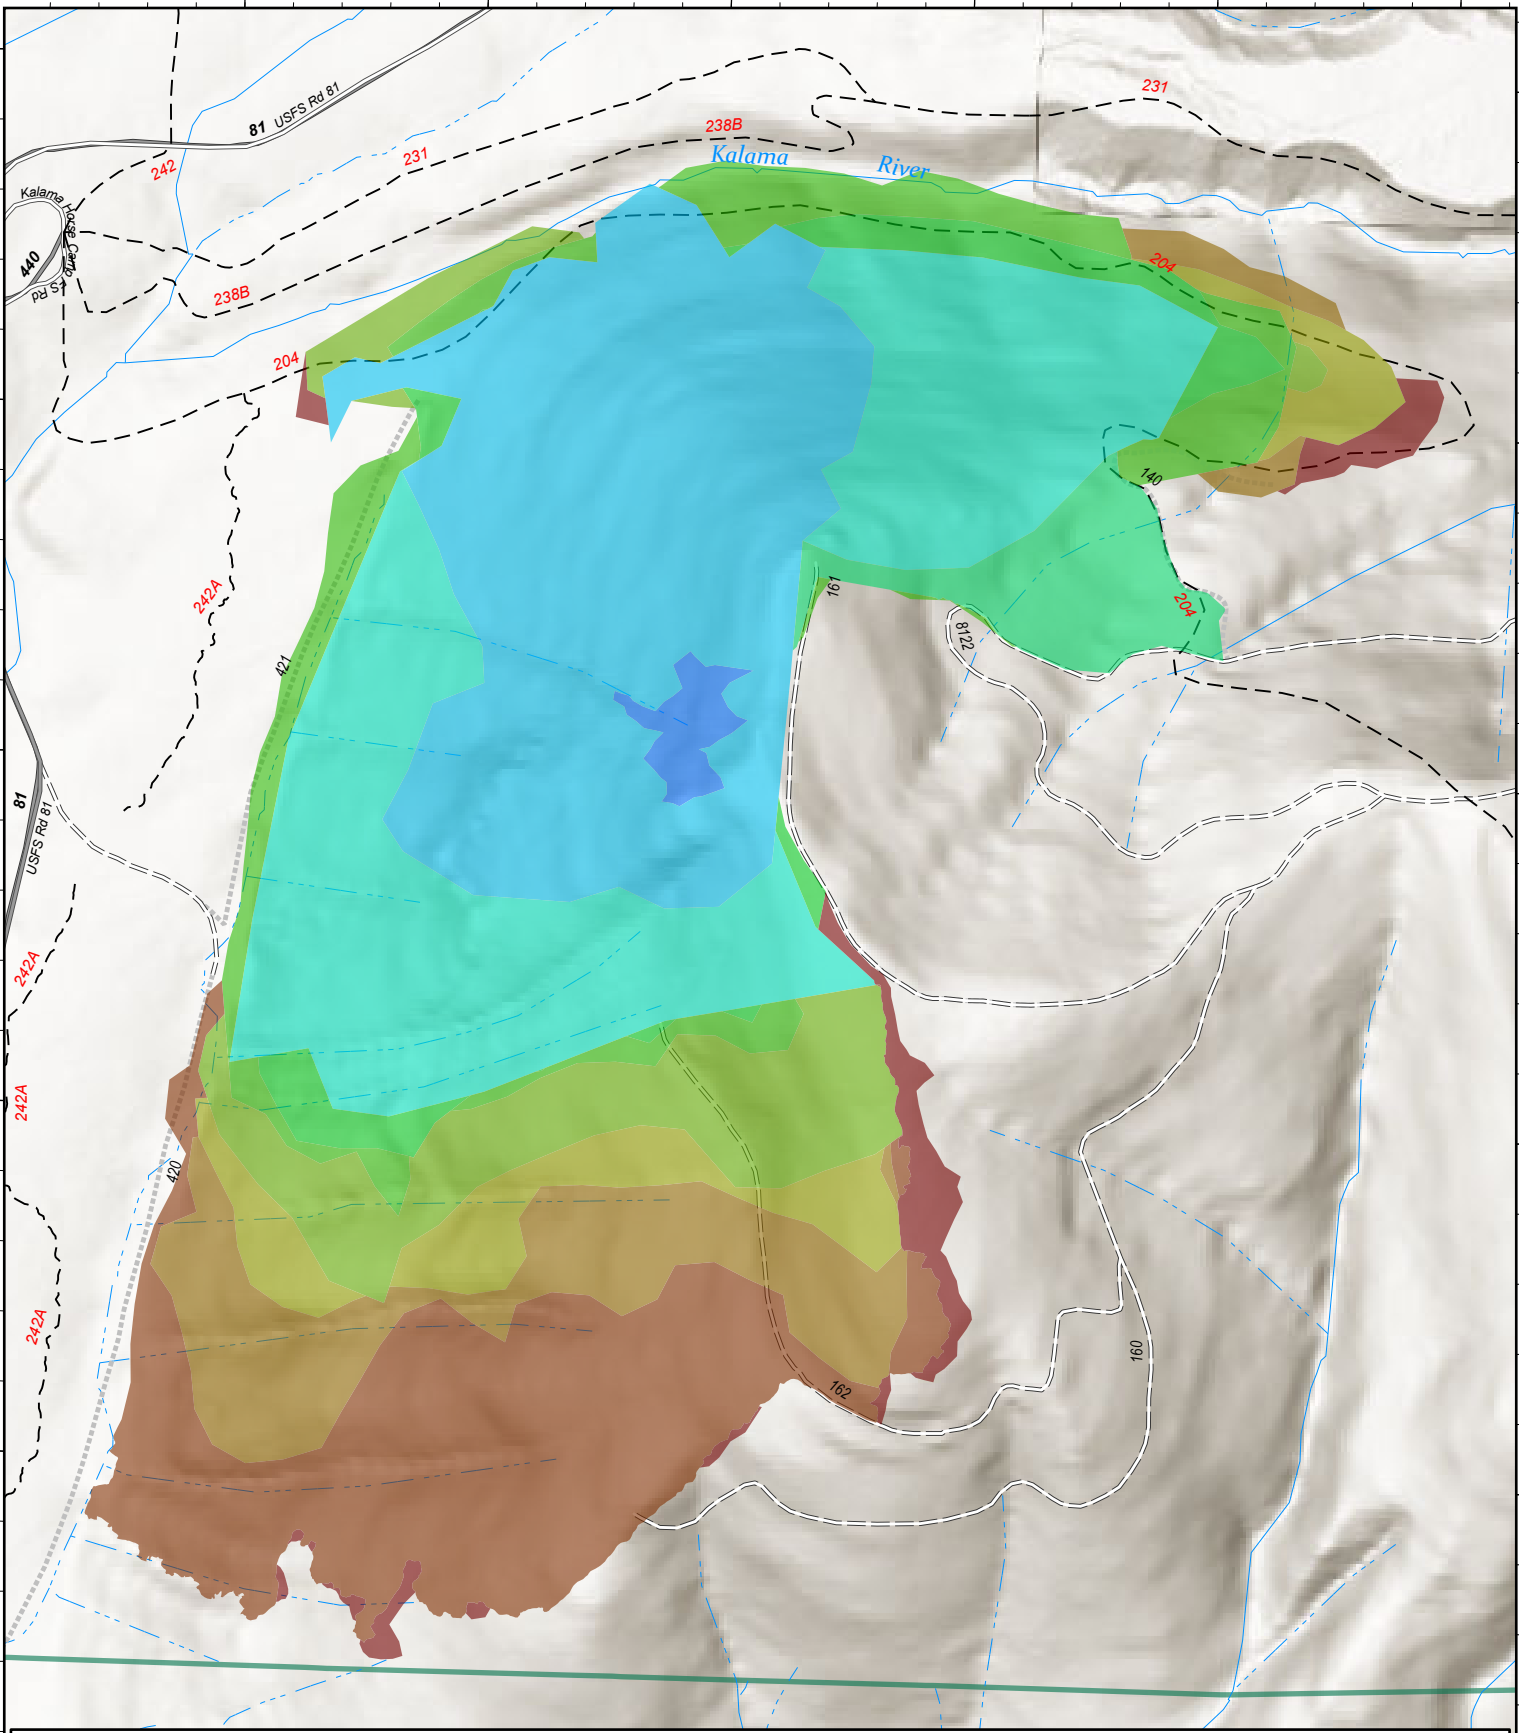 231
81 USFS Rd 81
238B
231
Kalama River
242
Kalama Horse Camp
440
FS Rd
204
238B
204
140
242A
161
204
8122
421
81
USFS Rd 81
242A
242A
420
242A
160
162